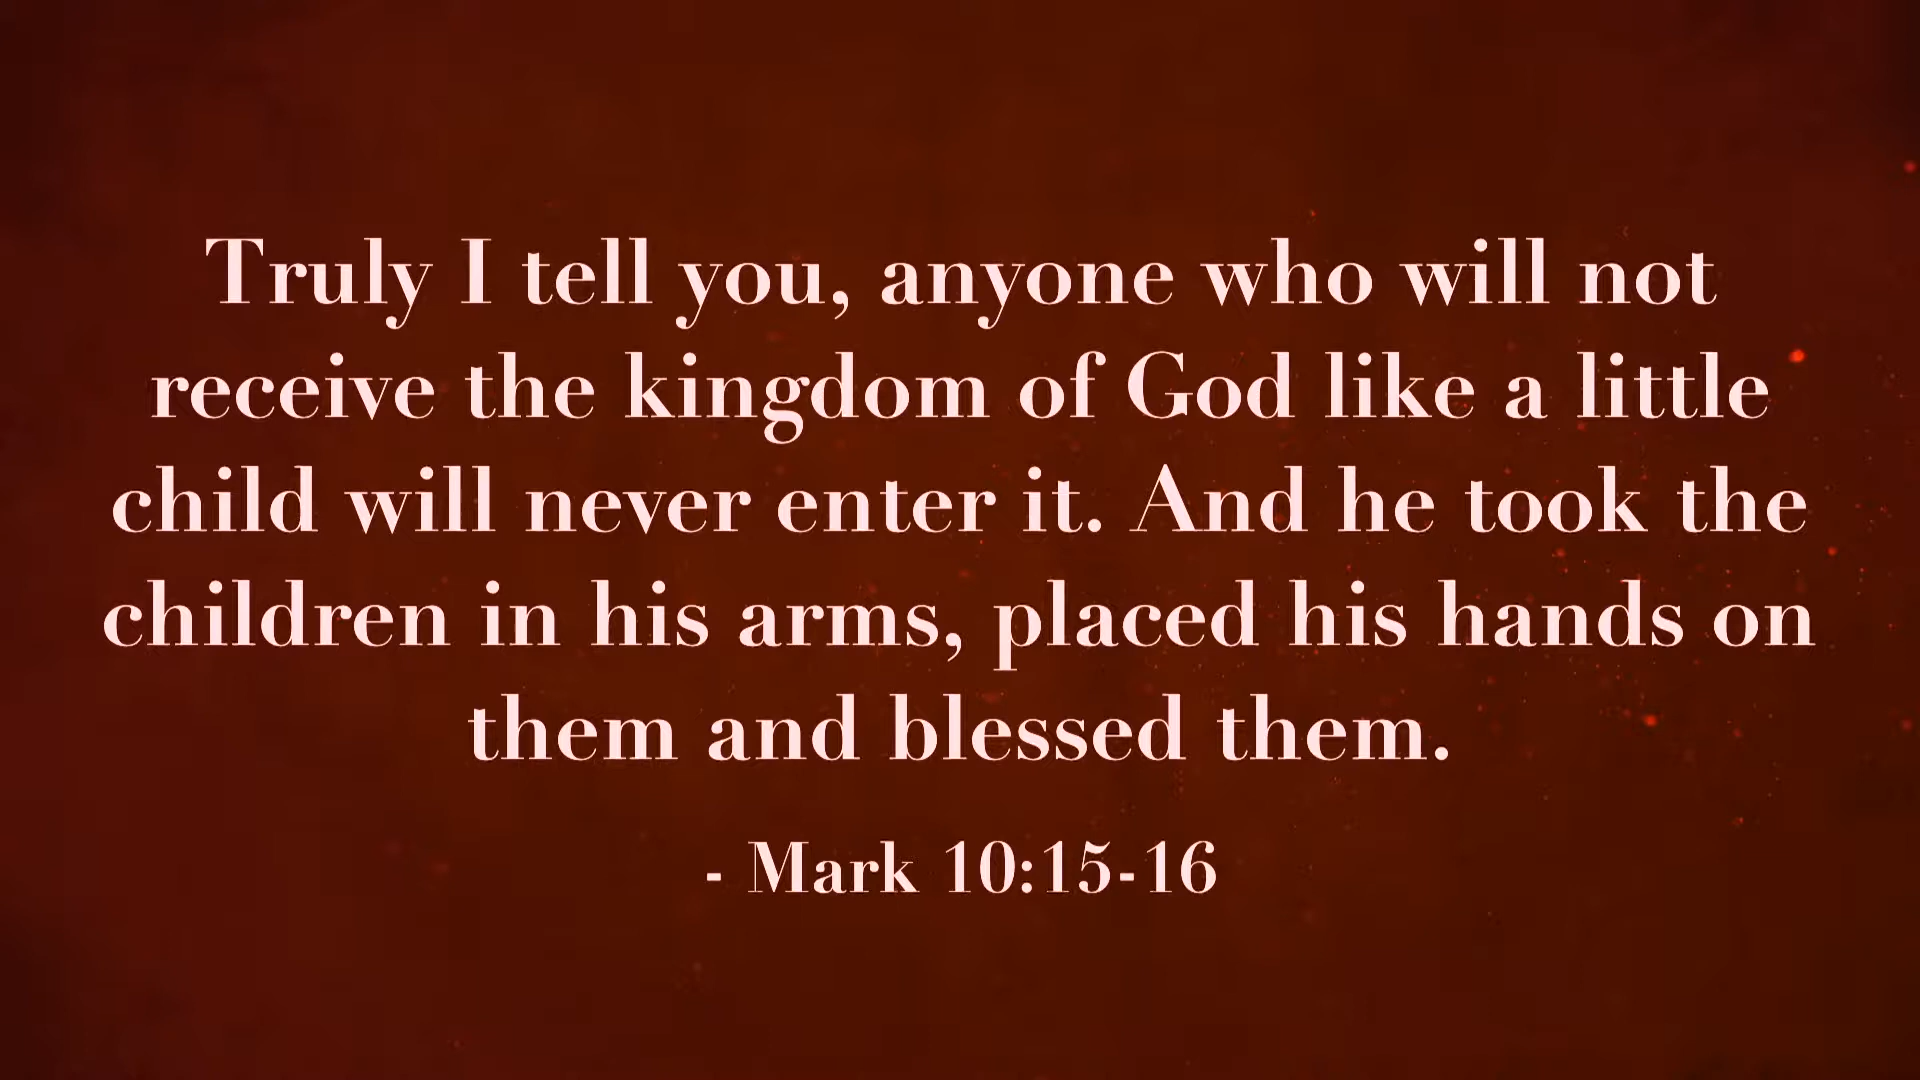 Truly I tell you, anyone who will not
receive the kingdom of God like a little
child will never enter it. And he took the
children in his arms, placed his hands on
them and blessed them.
- Mark 10:15-16